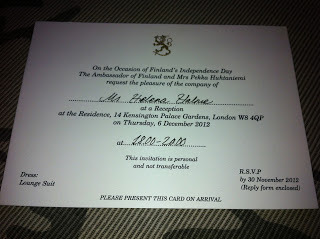 On the Occasion of Finland's Independence Day
The Ambassador of Finland and Mrs Pekka Huhtaniemi
request the pleasure of the company of
Helena
at a Reception
at the Residence, 14 Kensington Palace Gardens, London W8 4QP
on Thursday, 6 December 2012
at 18.00-20.00
This invitation is personal
and not transferable
Dress:
Lounge Suit
R.S.V.P
by 30 November 2012
(Reply form enclosed)
PLEASE PRESENT THIS CARD ON ARRIVAL